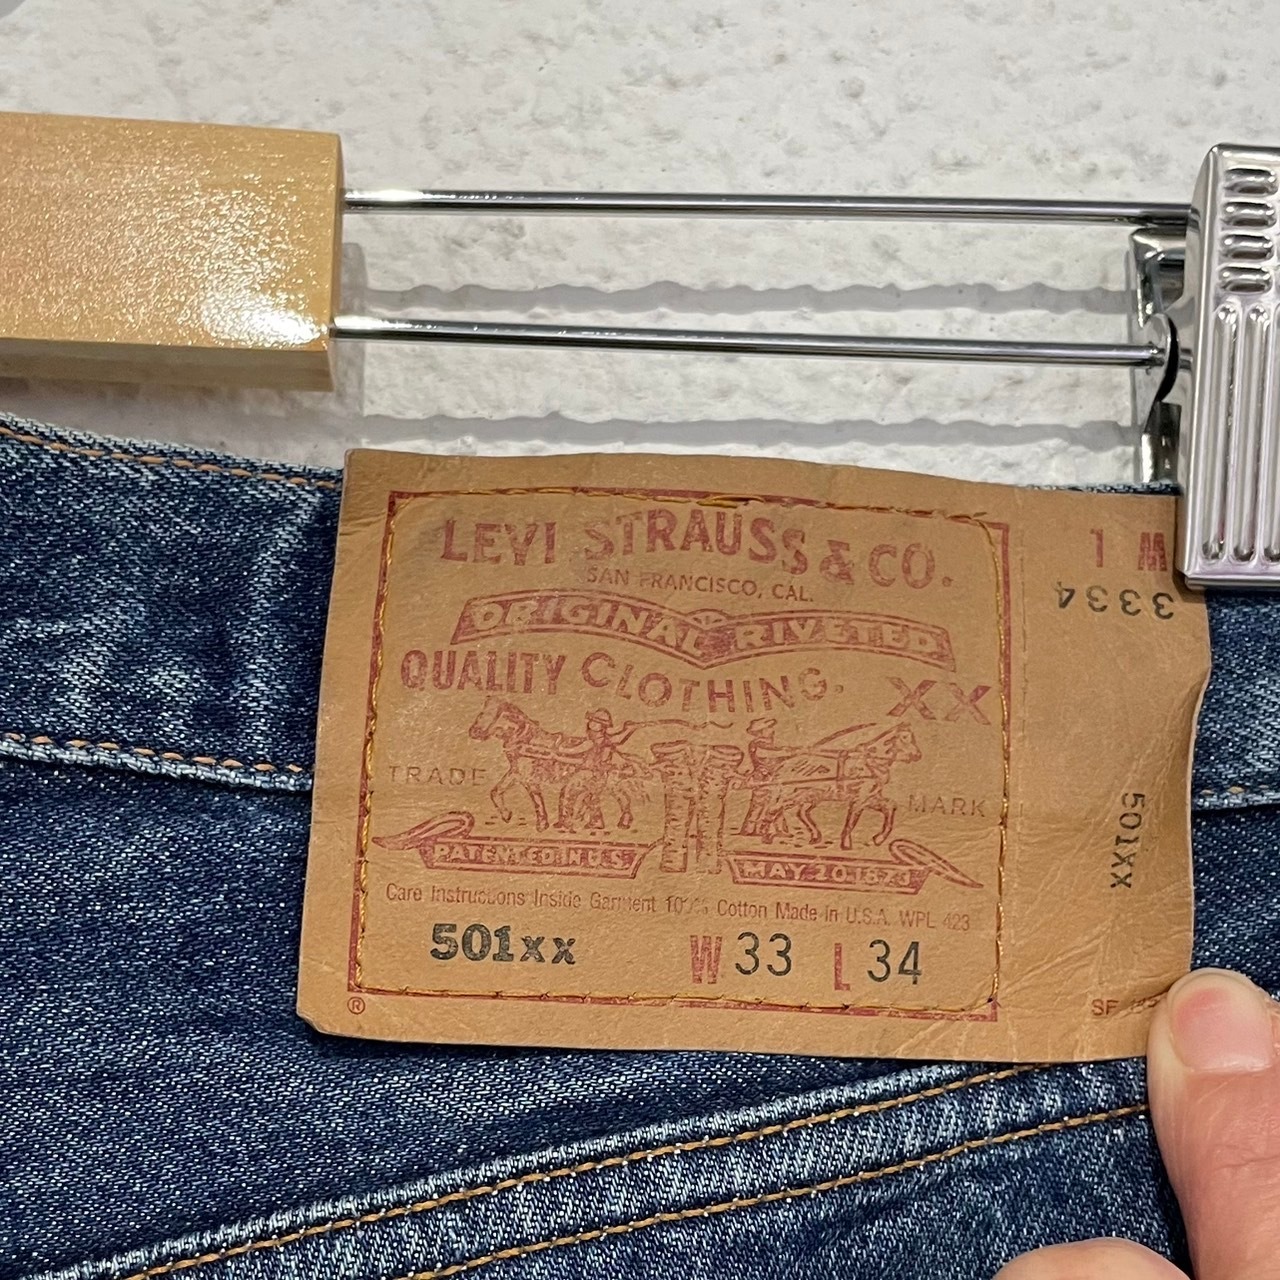 LEVI STRAUSS & CO.
SAN FRANCISCO, CAL.
ORIGINAL RIVETED
QUALITY CLOTHING.
XX
TRADE MARK
PATENTED IN U.S. MAY 20 1873
Care Instructions Inside Garment 100% Cotton Made in U.S.A. WPL 423
501xx W 33 L 34
®
L W
3334
501XX
SF